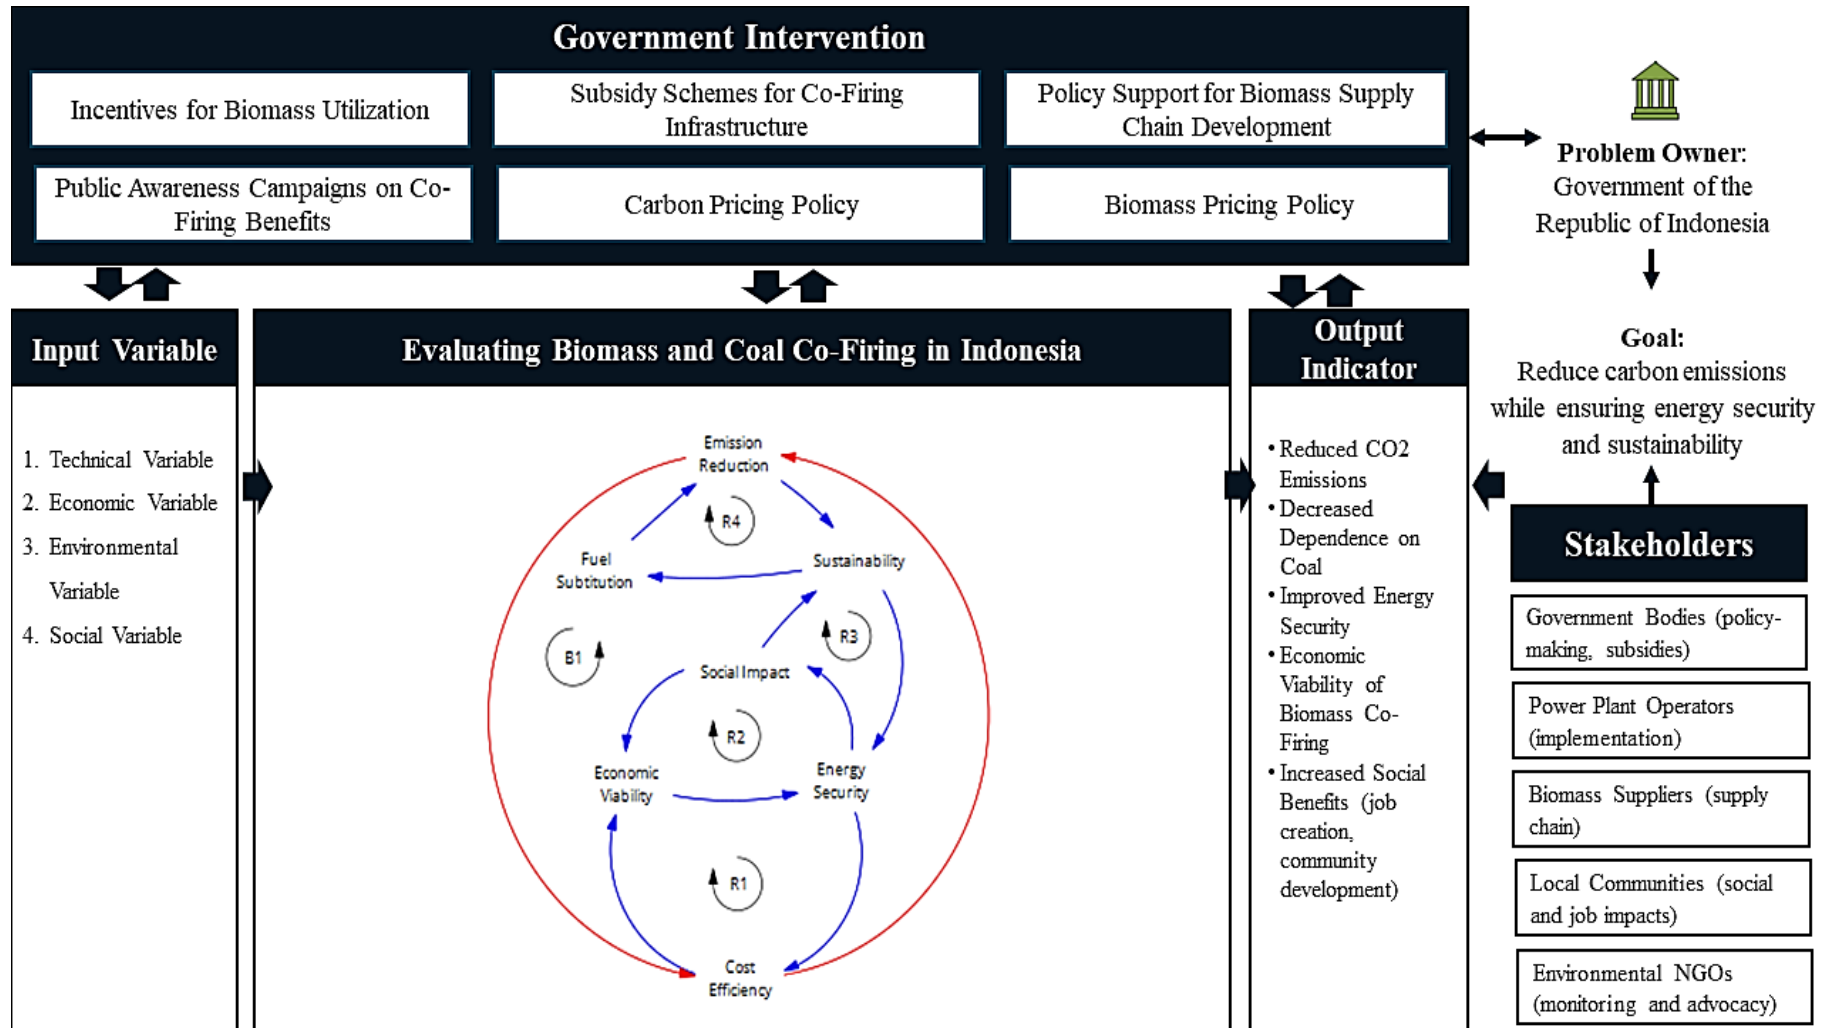 Government Intervention
Incentives for Biomass Utilization
Subsidy Schemes for Co-Firing
Infrastructure
Policy Support for Biomass Supply
Chain Development
Public Awareness Campaigns on Co-
Firing Benefits
Carbon Pricing Policy
Biomass Pricing Policy
Problem Owner:
Government of the
Republic of Indonesia
Goal:
Reduce carbon emissions
while ensuring energy security
and sustainability
Input Variable
1. Technical Variable
2. Economic Variable
3. Environmental
Variable
4. Social Variable
Evaluating Biomass and Coal Co-Firing in Indonesia
Emission
Reduction
R4
Fuel
Subtitution
Sustainability
B1
R3
Social Impact
R2
Economic
Viability
Energy
Security
R1
Cost
Efficiency
Output
Indicator
• Reduced CO2
Emissions
• Decreased
Dependence on
Coal
• Improved Energy
Security
• Economic
Viability of
Biomass Co-
Firing
• Increased Social
Benefits (job
creation,
community
development)
Stakeholders
Government Bodies (policy-
making, subsidies)
Power Plant Operators
(implementation)
Biomass Suppliers (supply
chain)
Local Communities (social
and job impacts)
Environmental NGOs
(monitoring and advocacy)